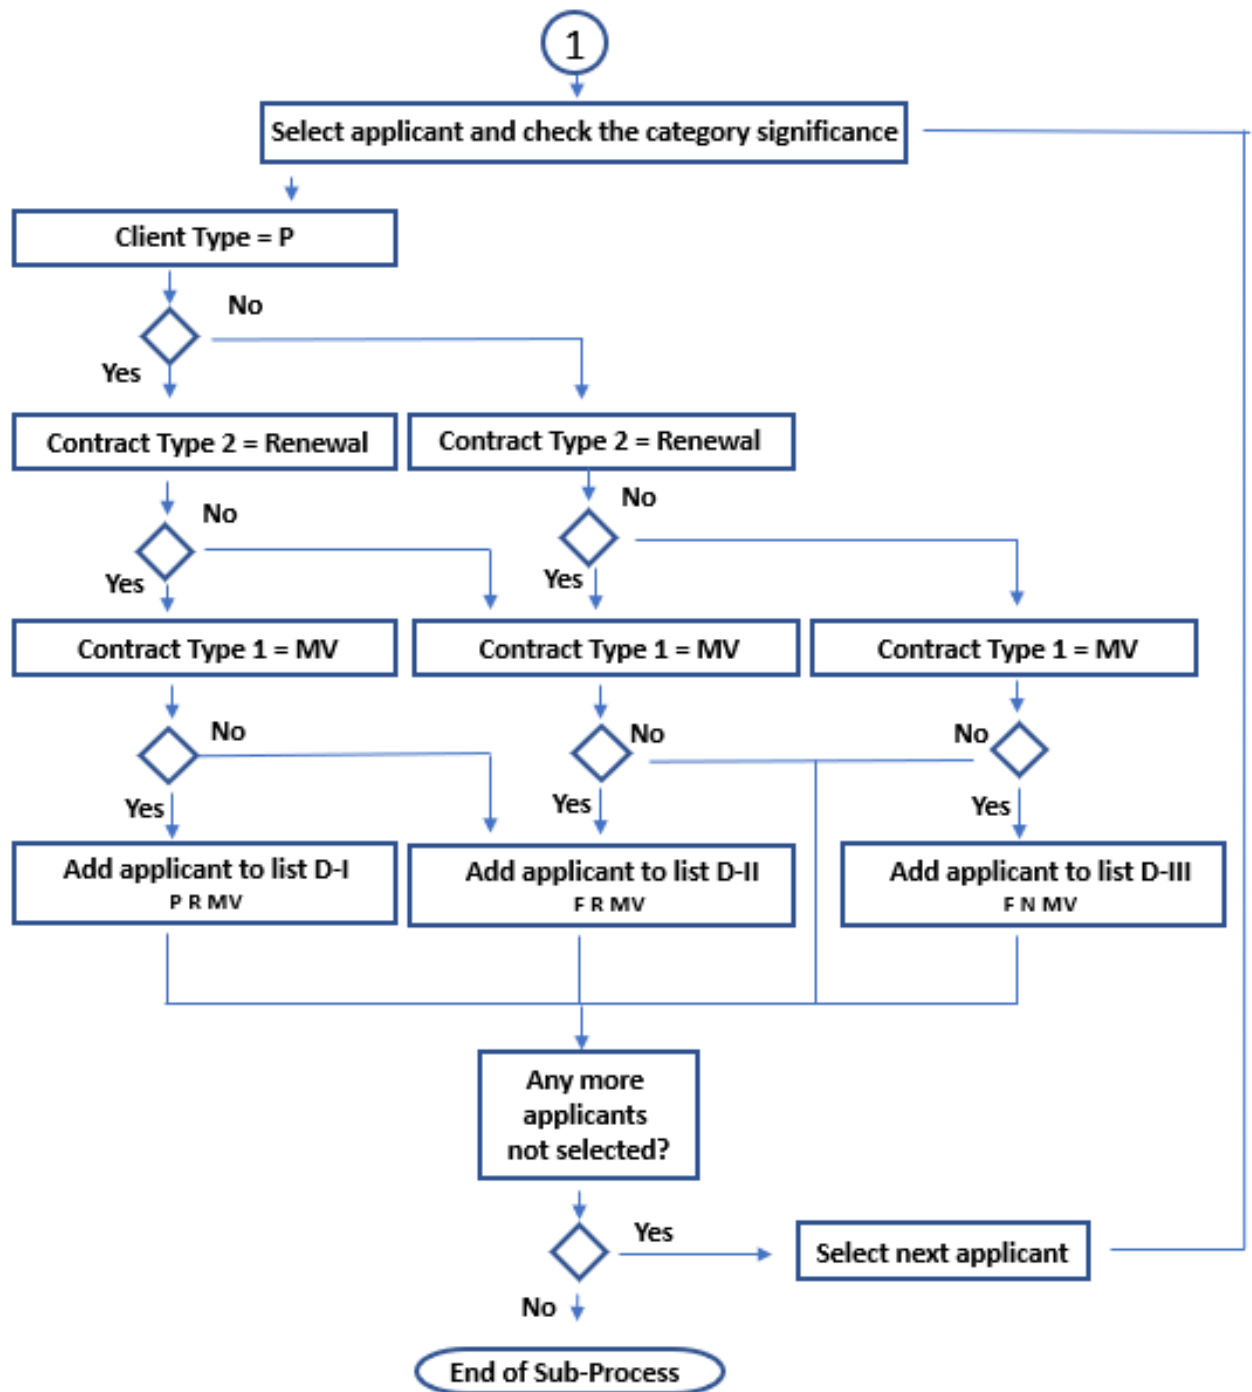 1
Select applicant and check the category significance
Client Type = P
No
Yes
Contract Type 2 = Renewal
Contract Type 2 = Renewal
No
No
Yes
Yes
Contract Type 1 = MV
Contract Type 1 = MV
Contract Type 1 = MV
No
No
No
Yes
Yes
Yes
Add applicant to list D-I
P R MV
Add applicant to list D-II
F R MV
Add applicant to list D-III
F N MV
Any more
applicants
not selected?
Yes
Select next applicant
No
End of Sub-Process